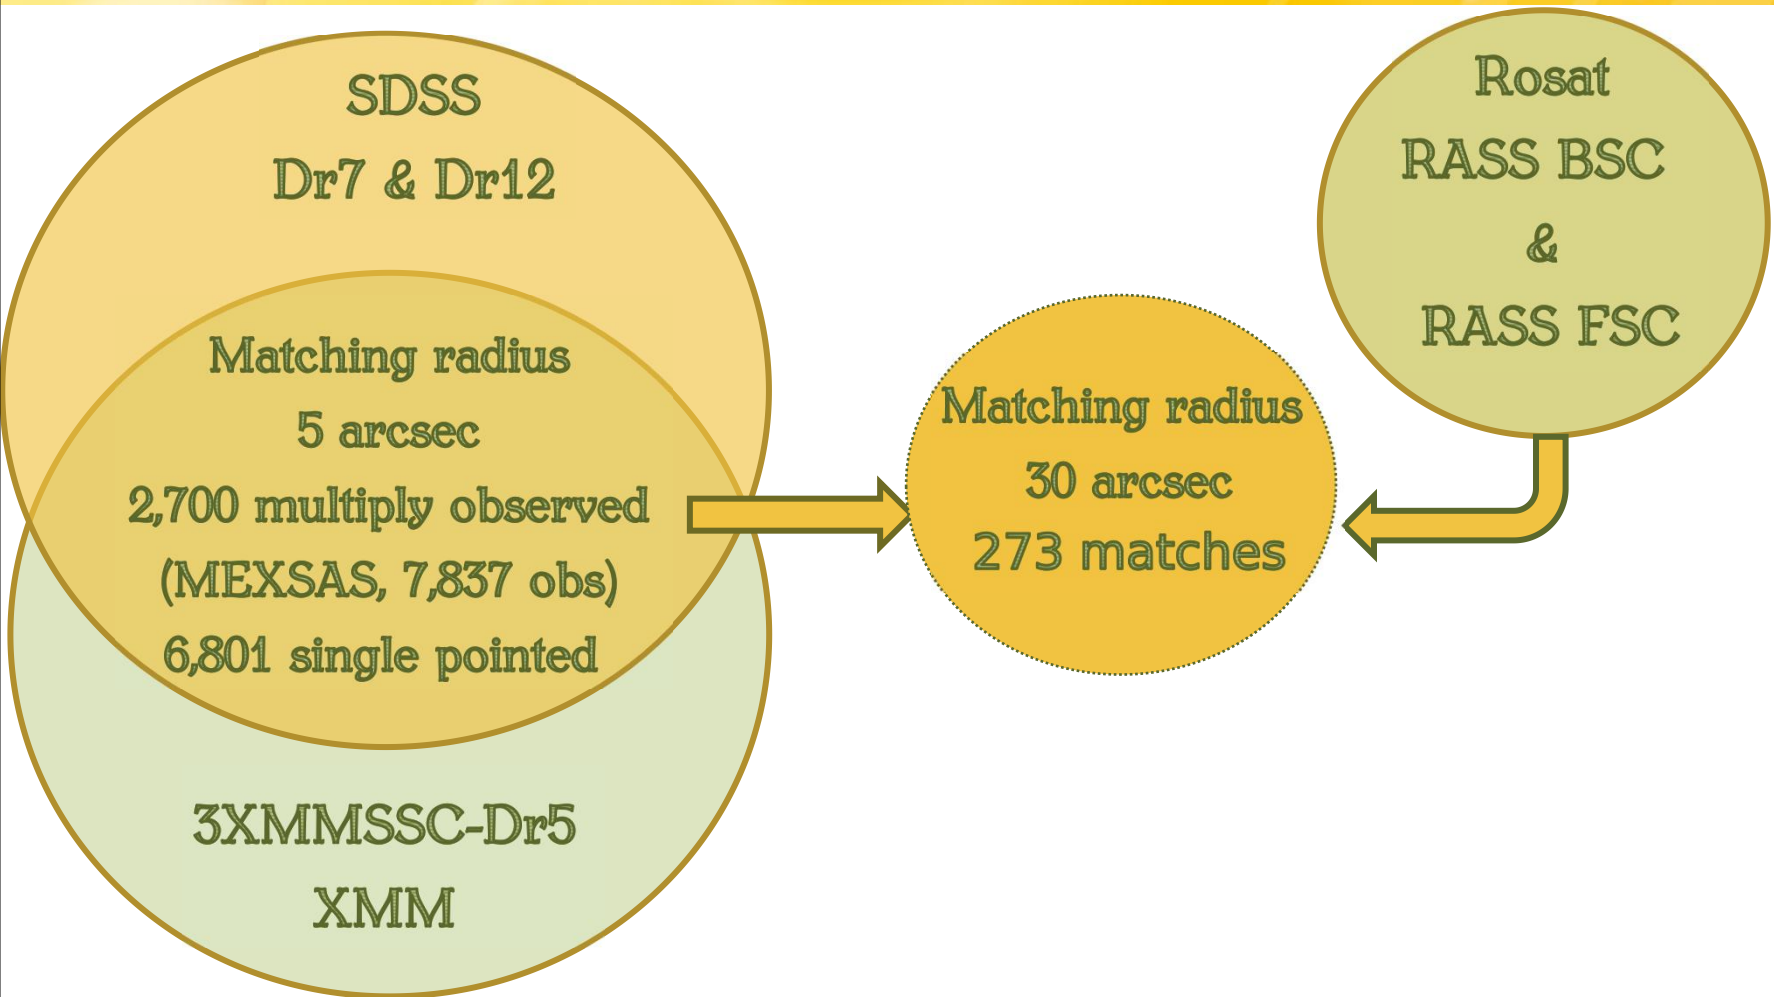 SDSS
Dr7 & Dr12
Matching radius
5 arcsec
2,700 multiply observed
(MEXSAS, 7,837 obs)
6,801 single pointed
3XMMSSC-Dr5
XMM
Matching radius
30 arcsec
273 matches
Rosat
RASS BSC
&
RASS FSC